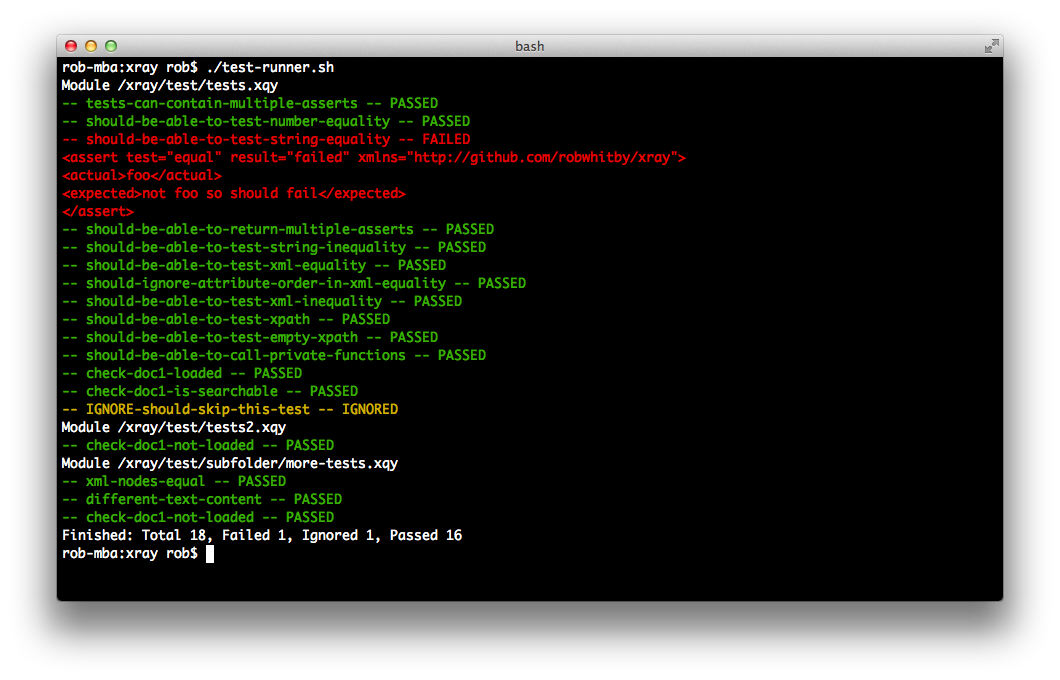 bash
rob-mba:xray rob$ ./test-runner.sh
Module /xray/test/tests.xqy
-- tests-can-contain-multiple-asserts -- PASSED
-- should-be-able-to-test-number-equality -- PASSED
-- should-be-able-to-test-string-equality -- FAILED
<assert test="equal" result="failed" xmlns="http://github.com/robwhitby/xray">
<actual>foo</actual>
<expected>not foo so should fail</expected>
</assert>
-- should-be-able-to-return-multiple-asserts -- PASSED
-- should-be-able-to-test-string-inequality -- PASSED
-- should-be-able-to-test-xml-equality -- PASSED
-- should-ignore-attribute-order-in-xml-equality -- PASSED
-- should-be-able-to-test-xml-inequality -- PASSED
-- should-be-able-to-test-xpath -- PASSED
-- should-be-able-to-test-empty-xpath -- PASSED
-- should-be-able-to-call-private-functions -- PASSED
-- check-doc1-loaded -- PASSED
-- check-doc1-is-searchable -- PASSED
-- IGNORE-should-skip-this-test -- IGNORED
Module /xray/test/tests2.xqy
-- check-doc1-not-loaded -- PASSED
Module /xray/test/subfolder/more-tests.xqy
-- xml-nodes-equal -- PASSED
-- different-text-content -- PASSED
-- check-doc1-not-loaded -- PASSED
Finished: Total 18, Failed 1, Ignored 1, Passed 16
rob-mba:xray rob$